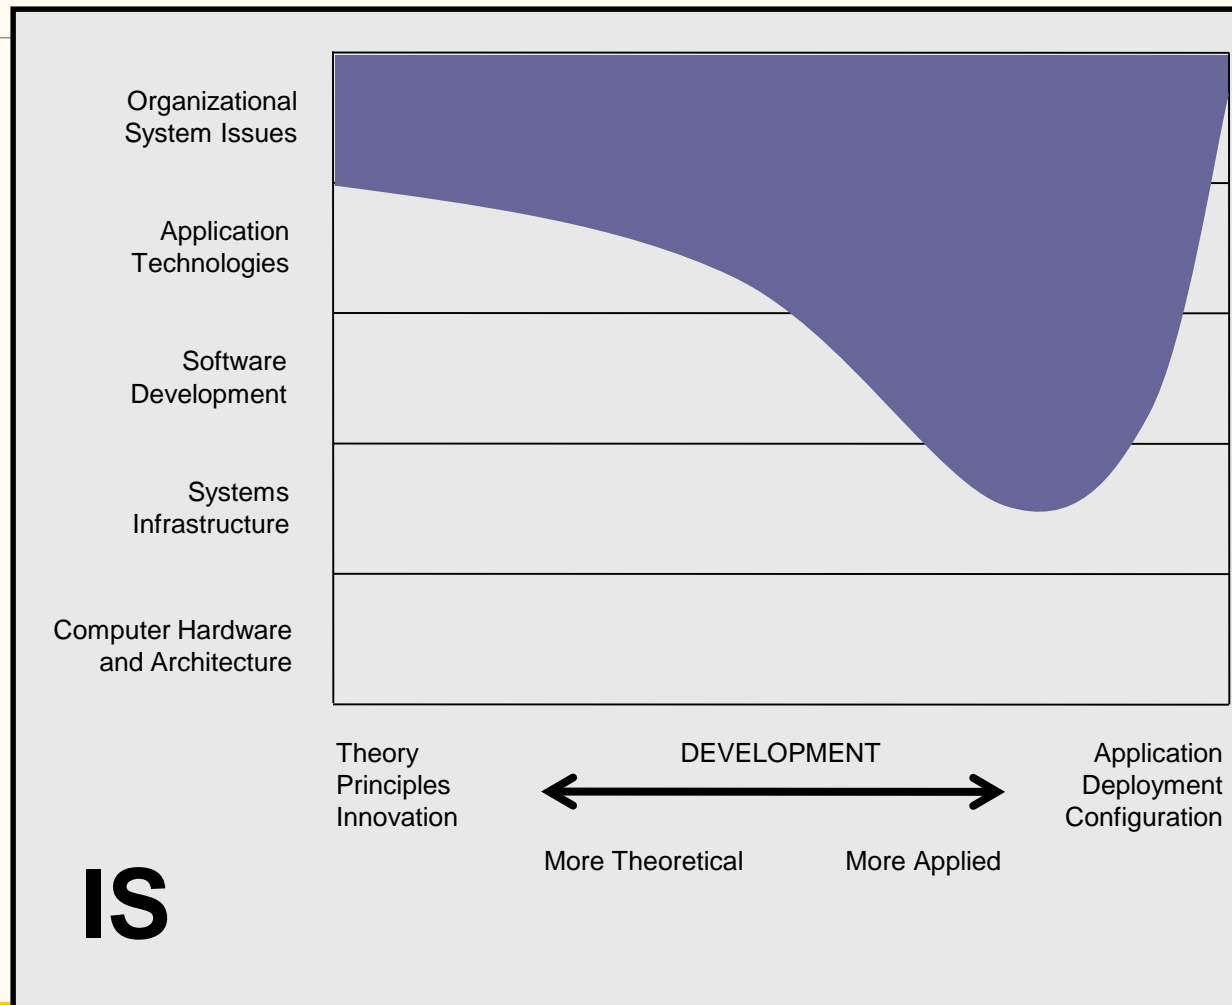 Organizational
System Issues
Application
Technologies
Software
Development
Systems
Infrastructure
Computer Hardware
and Architecture
Theory
Principles
Innovation
DEVELOPMENT
Application
Deployment
Configuration
More Theoretical
More Applied
IS